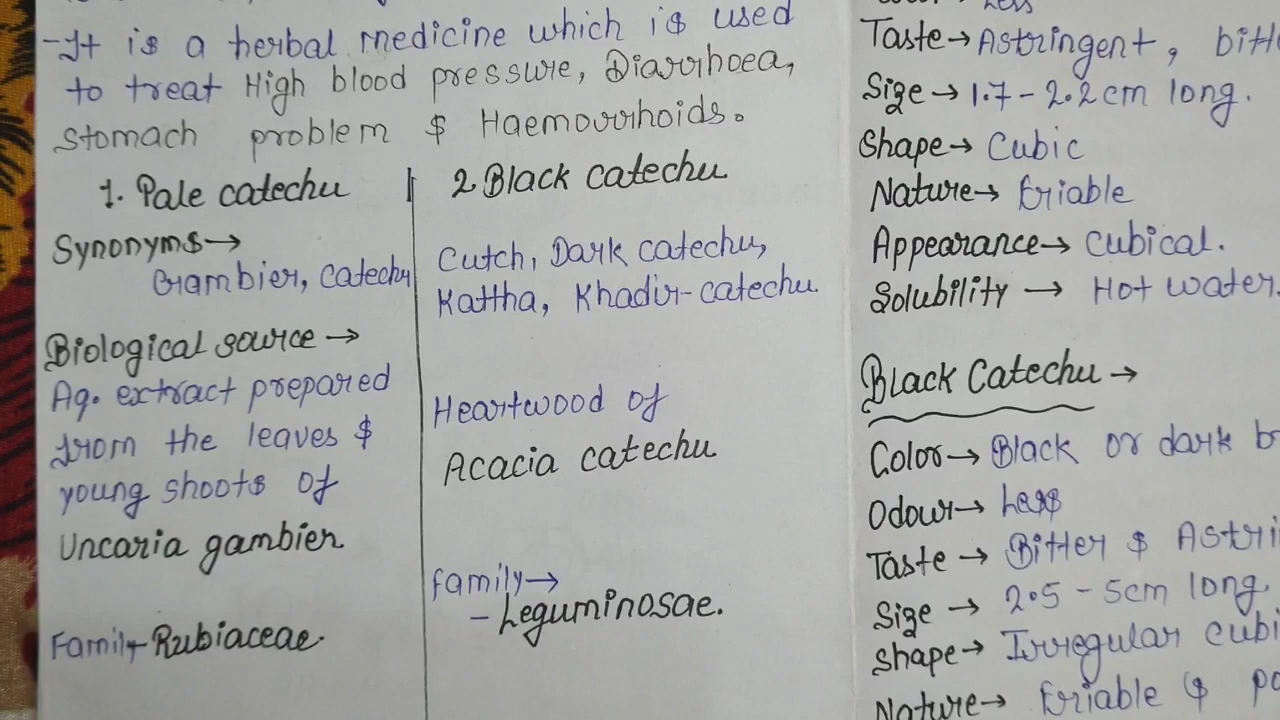 -It is a herbal medicine which is used
to treat High blood pressure, Diarrhoea,
Stomach problem & Haemorrhoids.
1. Pale catechu
2. Black catechu
Synonyms→
Gambier, catechu
Cutch, Dark catechu,
Kattha, Khadir-catechu
Biological source →
Aq. extract prepared
from the leaves &
young shoots of
Uncaria gambier
Heartwood of
Acacia catechu
Family-Rubiaceae
family→
- Leguminosae.
Less
Taste→ Astringent,
Size→ 1.7-2.2cm long.
Shape→ Cubic
Nature→ friable
Appearance→ Cubical.
Solubility → Hot water.
Black Catechu →
Color→ Black or dark
Odour→ Less
Taste → Bitter &
Size → 2.5-5cm long.
Shape→ Irregular
Nature→ friable &